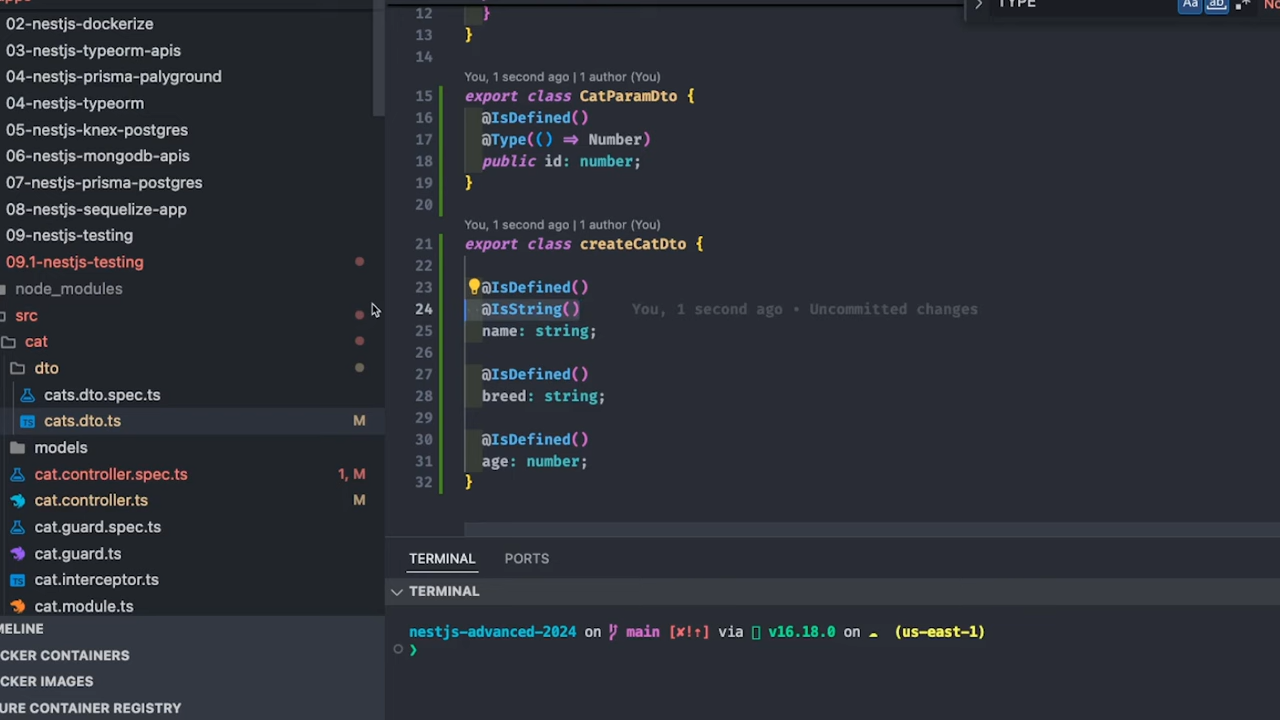 02-nestjs-dockerize
03-nestjs-typeorm-apis
04-nestjs-prisma-palyground
04-nestjs-typeorm
05-nestjs-knex-postgres
06-nestjs-mongodb-apis
07-nestjs-prisma-postgres
08-nestjs-sequelize-app
09-nestjs-testing
09.1-nestjs-testing
node_modules
src
cat
dto
cats.dto.spec.ts
cats.dto.ts M
models
cat.controller.spec.ts 1, M
cat.controller.ts M
cat.guard.spec.ts
cat.guard.ts
cat.interceptor.ts
cat.module.ts
MELINE
CKER CONTAINERS
CKER IMAGES
URE CONTAINER REGISTRY
TYPE Aa ab .* No
12 }
13 }
14
You, 1 second ago | 1 author (You)
15 export class CatParamDto {
16 @IsDefined()
17 @Type(() ⇒ Number)
18 public id: number;
19 }
20
You, 1 second ago | 1 author (You)
21 export class createCatDto {
22
23 @IsDefined()
24 @IsString() You, 1 second ago • Uncommitted changes
25 name: string;
26
27 @IsDefined()
28 breed: string;
29
30 @IsDefined()
31 age: number;
32 }
TERMINAL PORTS
TERMINAL
nestjs-advanced-2024 on main [✘!↑] via v16.18.0 on ☁ (us-east-1)
❯